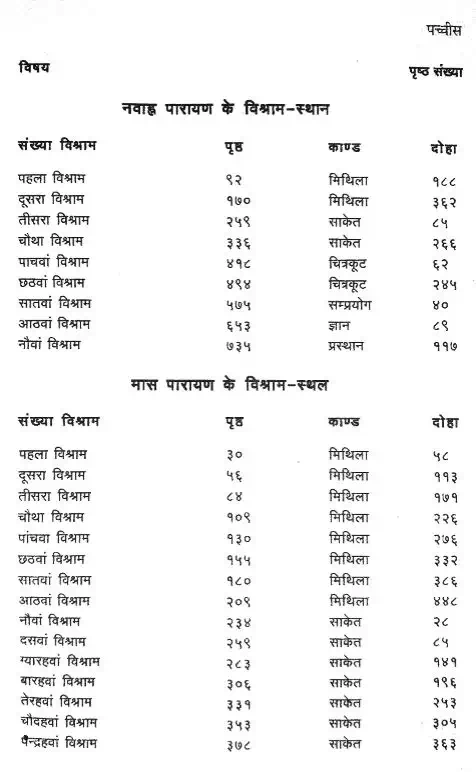 पच्चीस
विषय पृष्ठ संख्या
नवाह्न पारायण के विश्राम-स्थान
संख्या विश्राम पृष्ठ काण्ड दोहा
पहला विश्राम ९२ मिथिला १८८
दूसरा विश्राम १७० मिथिला ३६२
तीसरा विश्राम २५९ साकेत ८५
चौथा विश्राम ३३६ साकेत २६६
पाचवां विश्राम ४१८ चित्रकूट ६२
छठवां विश्राम ४९४ चित्रकूट २४५
सातवां विश्राम ५७५ सम्प्रयोग ४०
आठवां विश्राम ६५३ ज्ञान ८९
नौवां विश्राम ७३५ प्रस्थान ११७
मास पारायण के विश्राम-स्थल
संख्या विश्राम पृष्ठ काण्ड दोहा
पहला विश्राम ३० मिथिला ५८
दूसरा विश्राम ५६ मिथिला ११३
तीसरा विश्राम ८४ मिथिला १७१
चौथा विश्राम १०९ मिथिला २२६
पांचवा विश्राम १३० मिथिला २७६
छठवां विश्राम १५५ मिथिला ३३२
सातवां विश्राम १८० मिथिला ३८६
आठवां विश्राम २०९ मिथिला ४४८
नौवां विश्राम २३४ साकेत २८
दसवां विश्राम २५९ साकेत ८५
ग्यारहवां विश्राम २८३ साकेत १४१
बारहवां विश्राम ३०६ साकेत १९६
तेरहवां विश्राम ३३१ साकेत २५३
चौदहवां विश्राम ३५३ साकेत ३०५
पन्द्रहवां विश्राम ३७८ साकेत ३६३